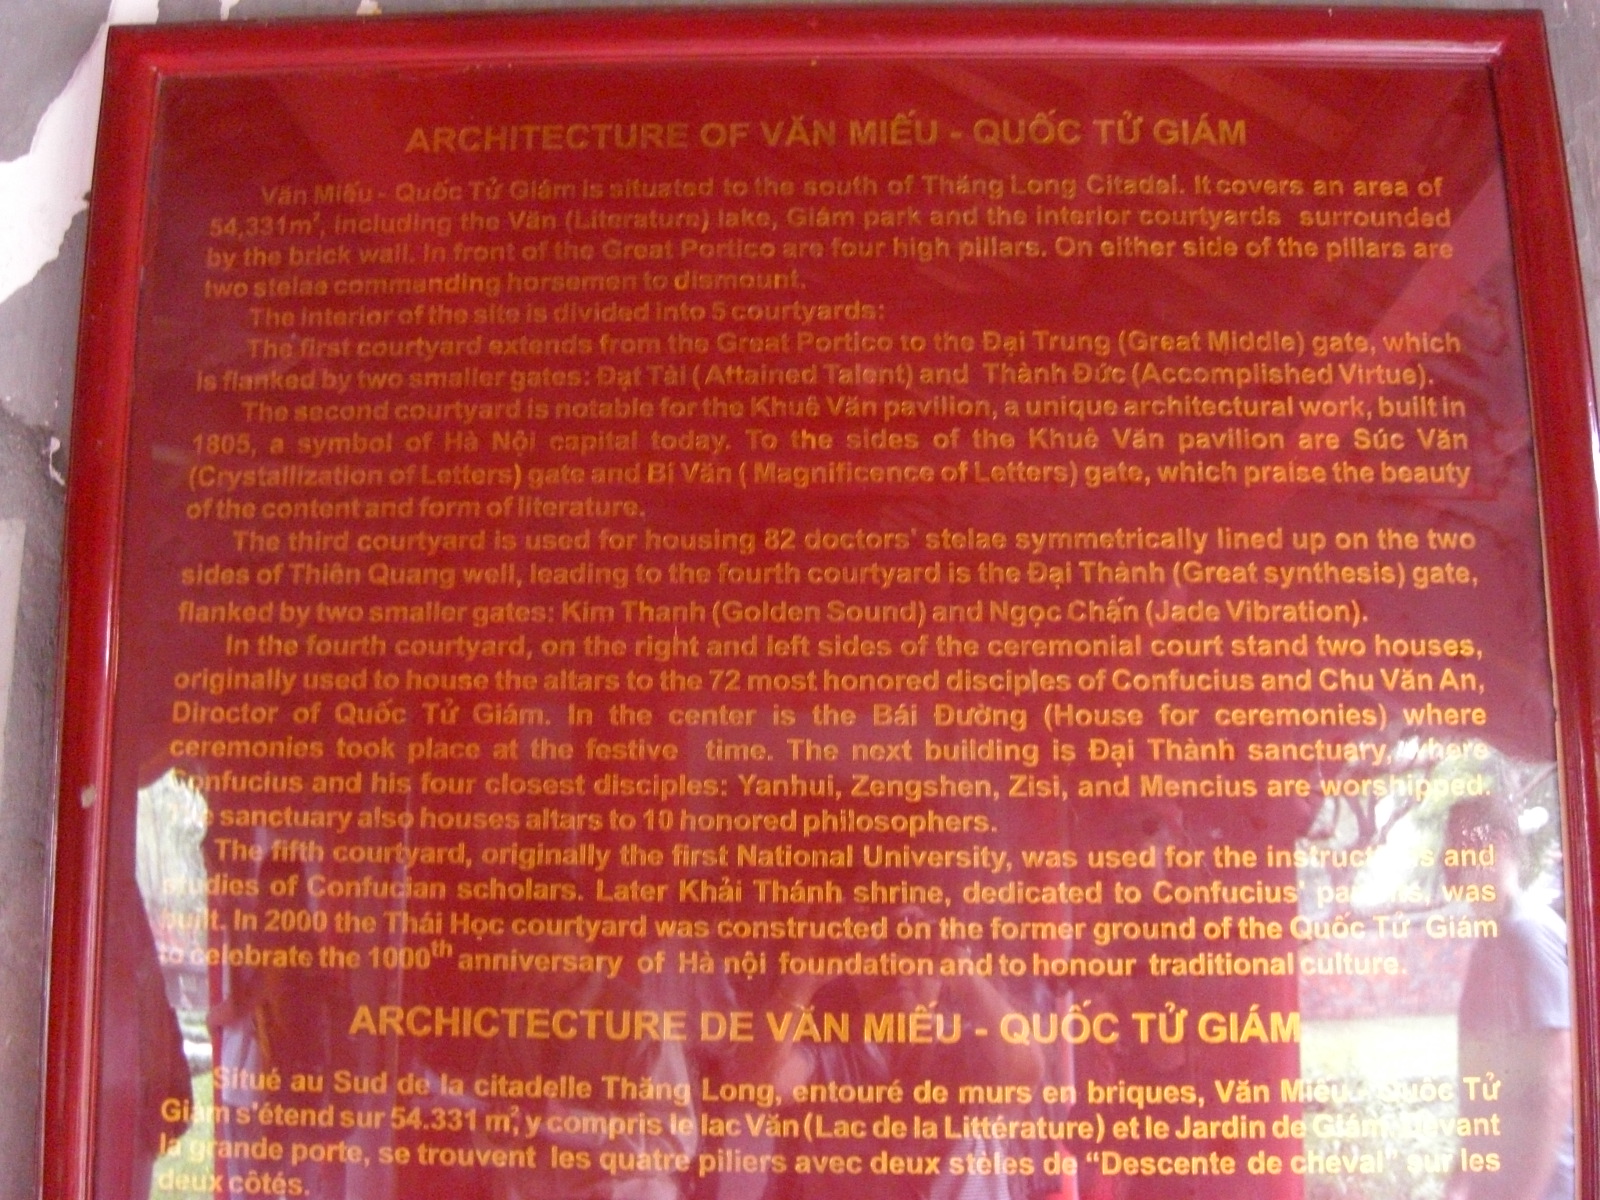 ARCHITECTURE OF VĂN MIẾU - QUỐC TỬ GIÁM
Văn Miếu - Quốc Tử Giám is situated to the south of Thăng Long Citadel. It covers an area of
54,331m², including the Văn (Literature) lake, Giám park and the interior courtyards surrounded
by the brick wall. In front of the Great Portico are four high pillars. On either side of the pillars are
two stelae commanding horsemen to dismount.
The interior of the site is divided into 5 courtyards:
The first courtyard extends from the Great Portico to the Đại Trung (Great Middle) gate, which
is flanked by two smaller gates: Đạt Tài ( Attained Talent) and Thành Đức (Accomplished Virtue).
The second courtyard is notable for the Khuê Văn pavilion, a unique architectural work, built in
1805, a symbol of Hà Nội capital today. To the sides of the Khuê Văn pavilion are Súc Văn
(Crystallization of Letters) gate and Bí Văn ( Magnificence of Letters) gate, which praise the beauty
of the content and form of literature.
The third courtyard is used for housing 82 doctors' stelae symmetrically lined up on the two
sides of Thiên Quang well, leading to the fourth courtyard is the Đại Thành (Great synthesis) gate,
flanked by two smaller gates: Kim Thanh (Golden Sound) and Ngọc Chấn (Jade Vibration).
In the fourth courtyard, on the right and left sides of the ceremonial court stand two houses,
originally used to house the altars to the 72 most honored disciples of Confucius and Chu Văn An,
Director of Quốc Tử Giám. In the center is the Bái Đường (House for ceremonies) where
ceremonies took place at the festive time. The next building is Đại Thành sanctuary, where
Confucius and his four closest disciples: Yanhui, Zengshen, Zisi, and Mencius are worshipped.
The sanctuary also houses altars to 10 honored philosophers.
The fifth courtyard, originally the first National University, was used for the instructions and
studies of Confucian scholars. Later Khải Thánh shrine, dedicated to Confucius' parents, was
built. In 2000 the Thái Học courtyard was constructed on the former ground of the Quốc Tử Giám
to celebrate the 1000th anniversary of Hà nội foundation and to honour traditional culture.
ARCHICTECTURE DE VĂN MIẾU - QUỐC TỬ GIÁM
Situé au Sud de la citadelle Thăng Long, entouré de murs en briques, Văn Miếu - Quốc Tử
Giám s'étend sur 54.331 m², y compris le lac Văn (Lac de la Littérature) et le Jardin de Giám. Devant
la grande porte, se trouvent les quatre piliers avec deux stèles de "Descente de cheval" sur les
deux côtés.